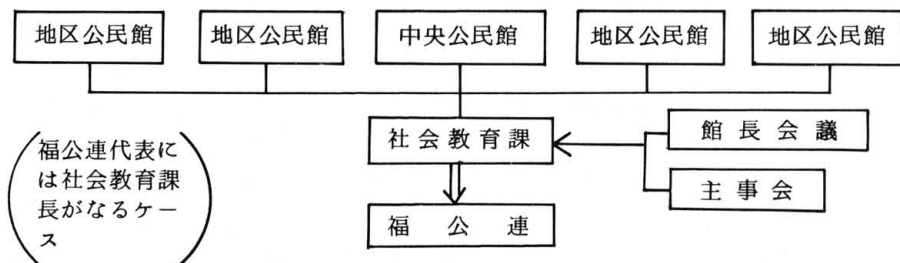 地区公民館 地区公民館 中央公民館 地区公民館 地区公民館
社会教育課
館長会議
主事会
福公連
福公連代表に
は社会教育課
長がなるケー
ス